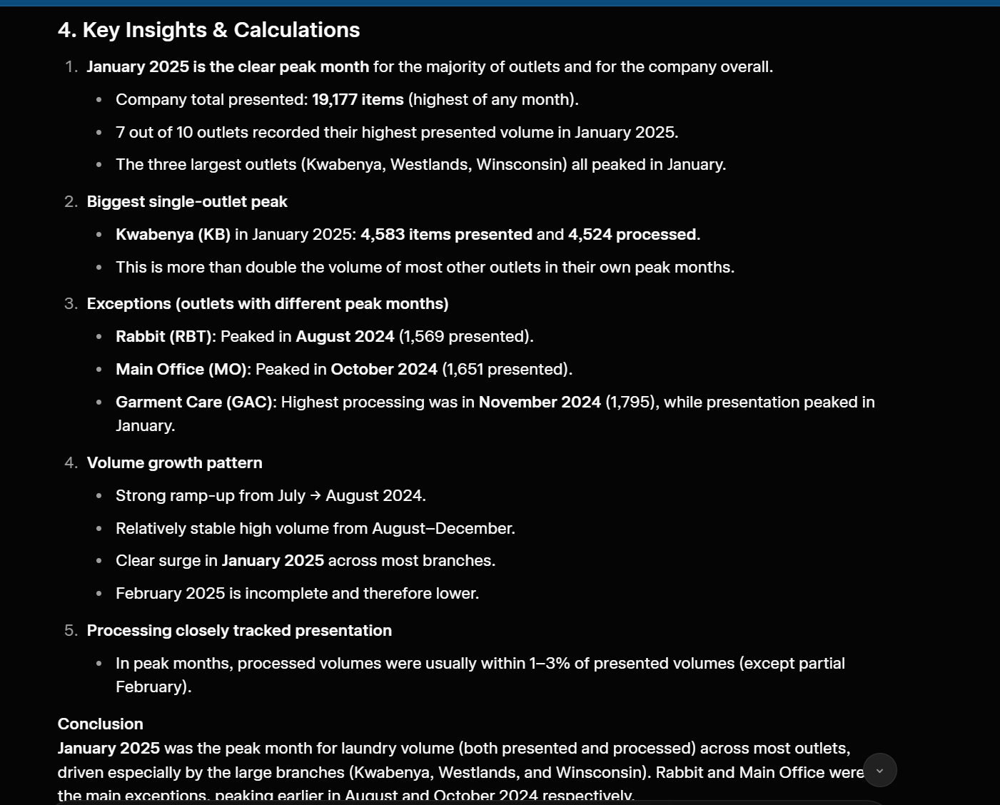 4. Key Insights & Calculations
1. January 2025 is the clear peak month for the majority of outlets and for the company overall.
• Company total presented: 19,177 items (highest of any month).
• 7 out of 10 outlets recorded their highest presented volume in January 2025.
• The three largest outlets (Kwabenya, Westlands, Winsconsin) all peaked in January.
2. Biggest single-outlet peak
• Kwabenya (KB) in January 2025: 4,583 items presented and 4,524 processed.
• This is more than double the volume of most other outlets in their own peak months.
3. Exceptions (outlets with different peak months)
• Rabbit (RBT): Peaked in August 2024 (1,569 presented).
• Main Office (MO): Peaked in October 2024 (1,651 presented).
• Garment Care (GAC): Highest processing was in November 2024 (1,795), while presentation peaked in
January.
4. Volume growth pattern
• Strong ramp-up from July → August 2024.
• Relatively stable high volume from August–December.
• Clear surge in January 2025 across most branches.
• February 2025 is incomplete and therefore lower.
5. Processing closely tracked presentation
• In peak months, processed volumes were usually within 1–3% of presented volumes (except partial
February).
Conclusion
January 2025 was the peak month for laundry volume (both presented and processed) across most outlets,
driven especially by the large branches (Kwabenya, Westlands, and Winsconsin). Rabbit and Main Office were
the main exceptions, peaking earlier in August and October 2024 respectively.